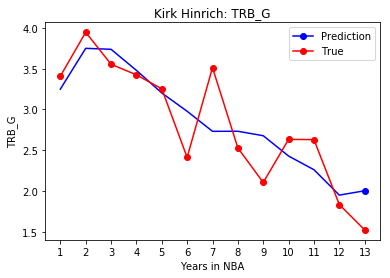 Kirk Hinrich: TRB_G
Prediction
True
4.0
3.5
3.0
2.5
2.0
1.5
TRB_G
1 2 3 4 5 6 7 8 9 10 11 12 13
Years in NBA